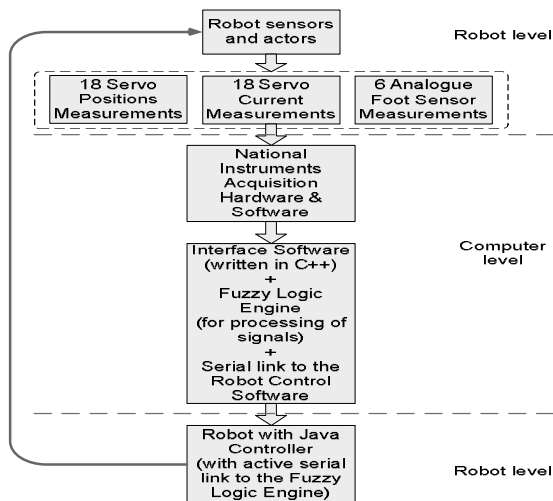 Robot sensors
and actors
Robot level
18 Servo
Positions
Measurements
18 Servo
Current
Measurements
6 Analogue
Foot Sensor
Measurements
National
Instruments
Acquisition
Hardware &
Software
Interface Software
(written in C++)
+
Fuzzy Logic
Engine
(for processing of
signals)
+
Serial link to the
Robot Control
Software
Computer
level
Robot with Java
Controller
(with active serial
link to the Fuzzy
Logic Engine)
Robot level